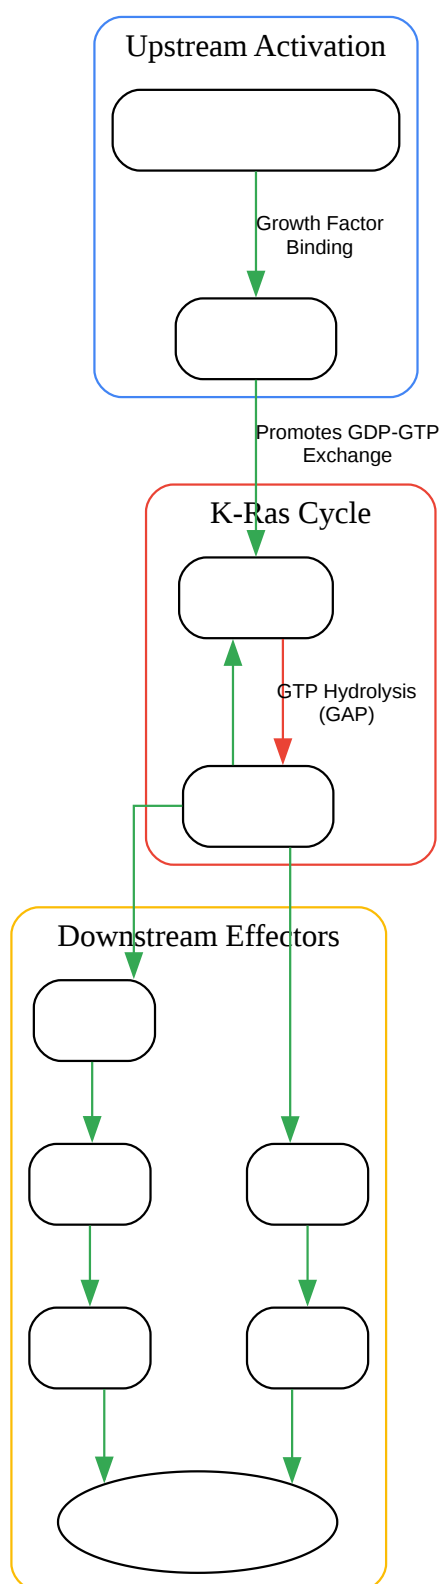 Upstream Activation
Growth Factor
Binding
Promotes GDP-GTP
Exchange
K-Ras Cycle
GTP Hydrolysis
(GAP)
Downstream Effectors